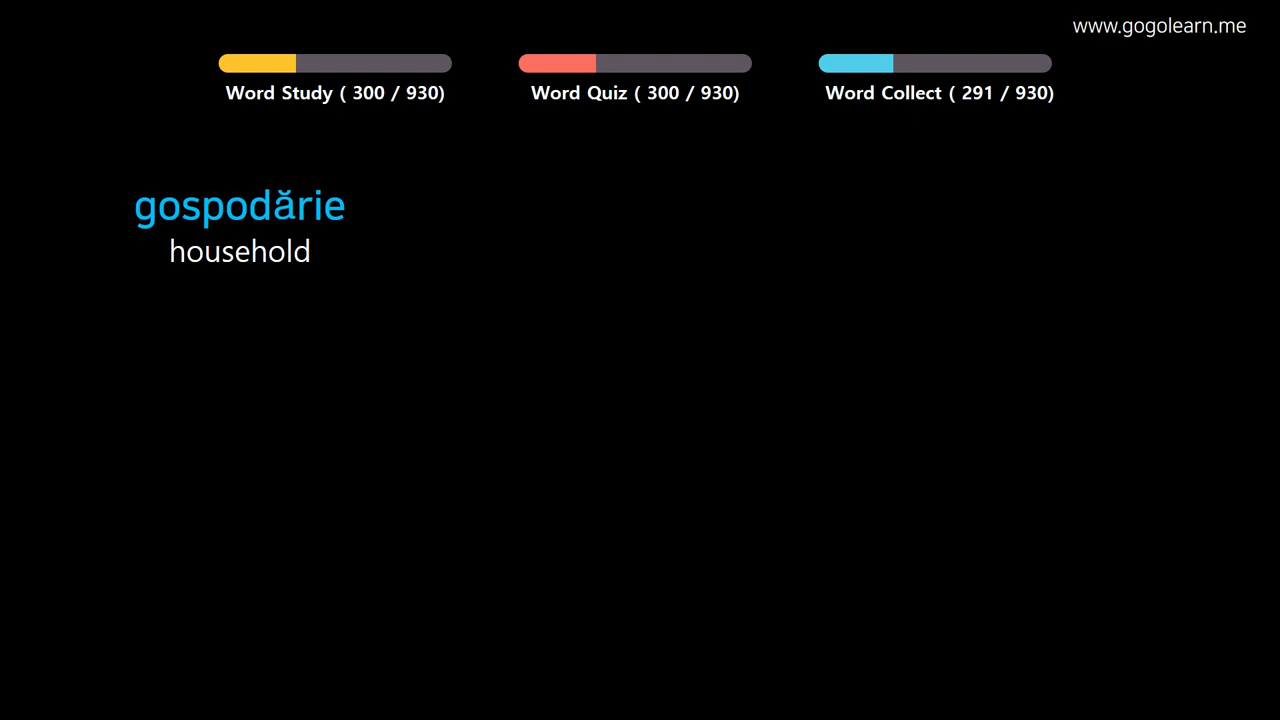 www.gogolearn.me
Word Study ( 300 / 930)
Word Quiz ( 300 / 930)
Word Collect ( 291 / 930)
gospodărie
household